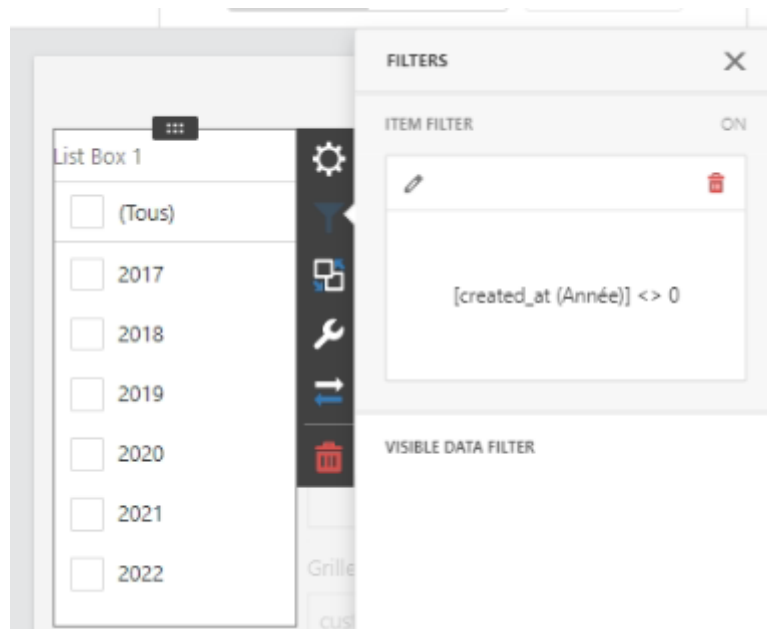 FILTERS
ITEM FILTER ON
List Box 1
(Tous)
2017
[created_at (Année)] <> 0
2018
2019
2020
VISIBLE DATA FILTER
2021
2022
Grille
cust